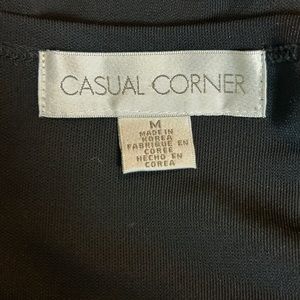 CASUAL CORNER
M
MADE IN
KOREA
FABRIQUE EN
COREE
HECHO EN
COREA